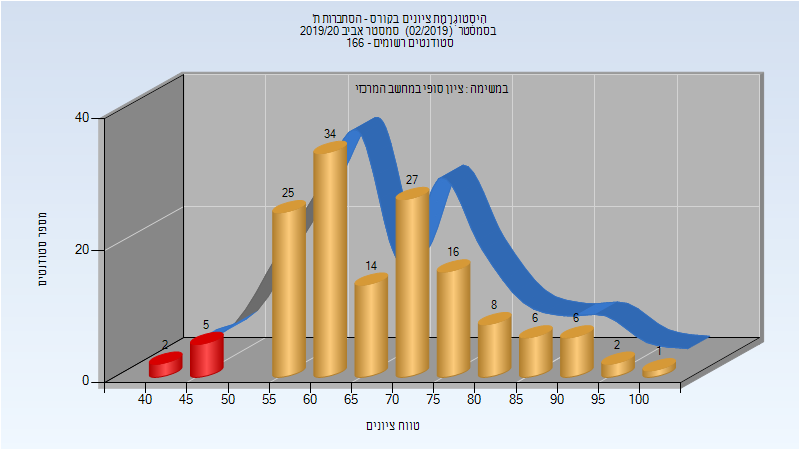 היסטוגרמת ציונים בקורס - הסתברות ת'
בסמסטר (02/2019) סמסטר אביב 2019/20
סטודנטים רשומים - 166
במשימה : ציון סופי במחשב המרכזי
מספר סטודנטים
40
20
0
2
5
25
34
14
27
16
8
6
6
2
1
40 45 50 55 60 65 70 75 80 85 90 95 100
טווח ציונים